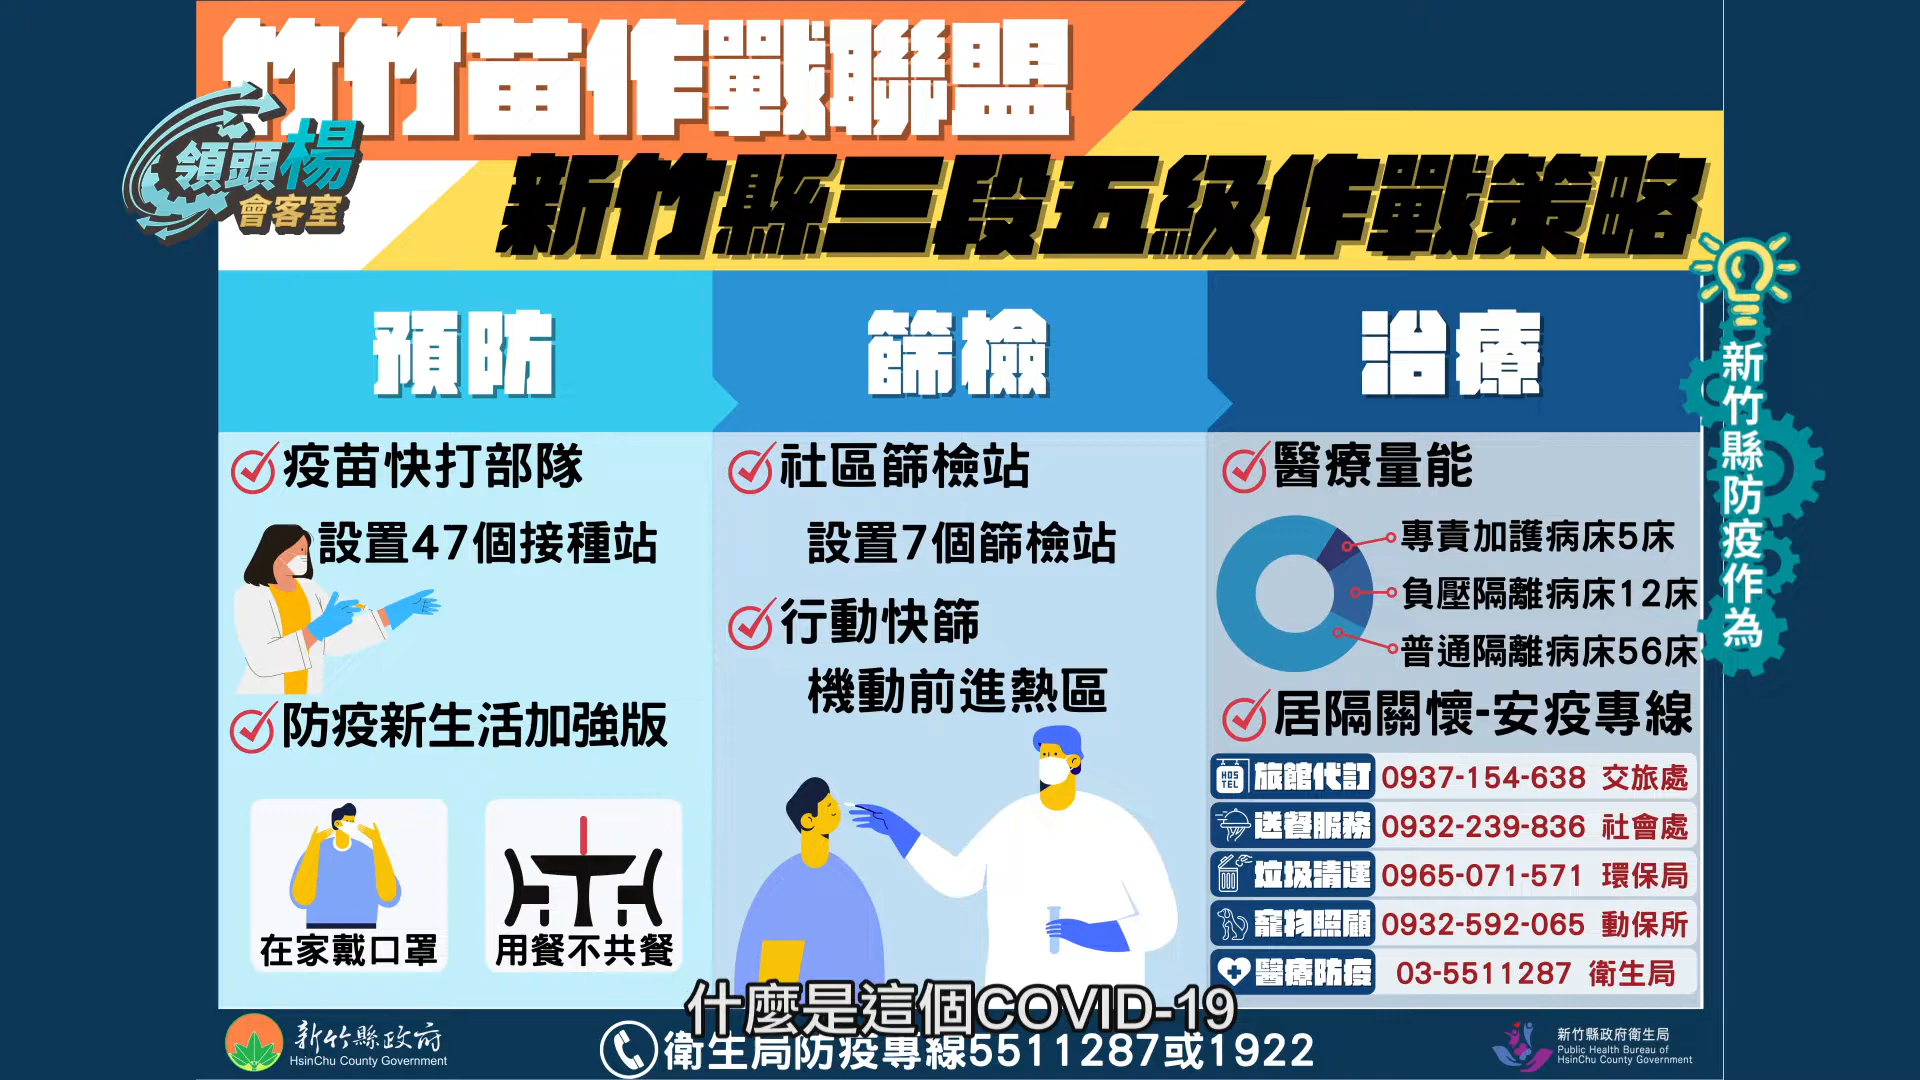 竹竹苗作戰聯盟
領頭楊
會客室
新竹縣三段五級作戰策略
新竹縣防疫作為
預防
疫苗快打部隊
設置47個接種站
防疫新生活加強版
在家戴口罩
用餐不共餐
篩檢
社區篩檢站
設置7個篩檢站
行動快篩
機動前進熱區
治療
醫療量能
專責加護病床5床
負壓隔離病床12床
普通隔離病床56床
居隔關懷-安疫專線
HOS
TEL
旅館代訂 0937-154-638 交旅處
送餐服務 0932-239-836 社會處
垃圾清運 0965-071-571 環保局
寵物照顧 0932-592-065 動保所
醫療防疫 03-5511287 衛生局
什麼是這個COVID-19
新竹縣政府
HsinChu County Government
衛生局防疫專線5511287或1922
新竹縣政府衛生局
Public Health Bureau of
HsinChu County Government